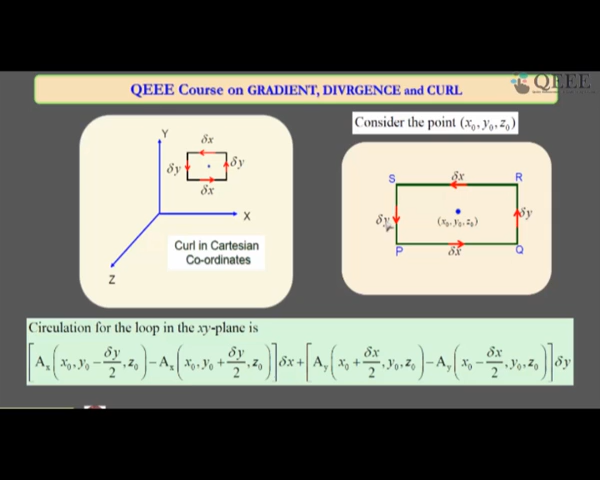 QEEE
QEEE Course on GRADIENT, DIVRGENCE and CURL
Consider the point (x₀, y₀, z₀)
Y
δx
δy
δy
δx
X
Z
Curl in Cartesian
Co-ordinates
S
δx
R
δy
(x₀, y₀, z₀)
δy
P
δx
Q
Circulation for the loop in the xy-plane is
[Aₓ(x₀, y₀ − δy/2, z₀) − Aₓ(x₀, y₀ + δy/2, z₀)] δx + [A_y(x₀ + δx/2, y₀, z₀) − A_y(x₀ − δx/2, y₀, z₀)] δy